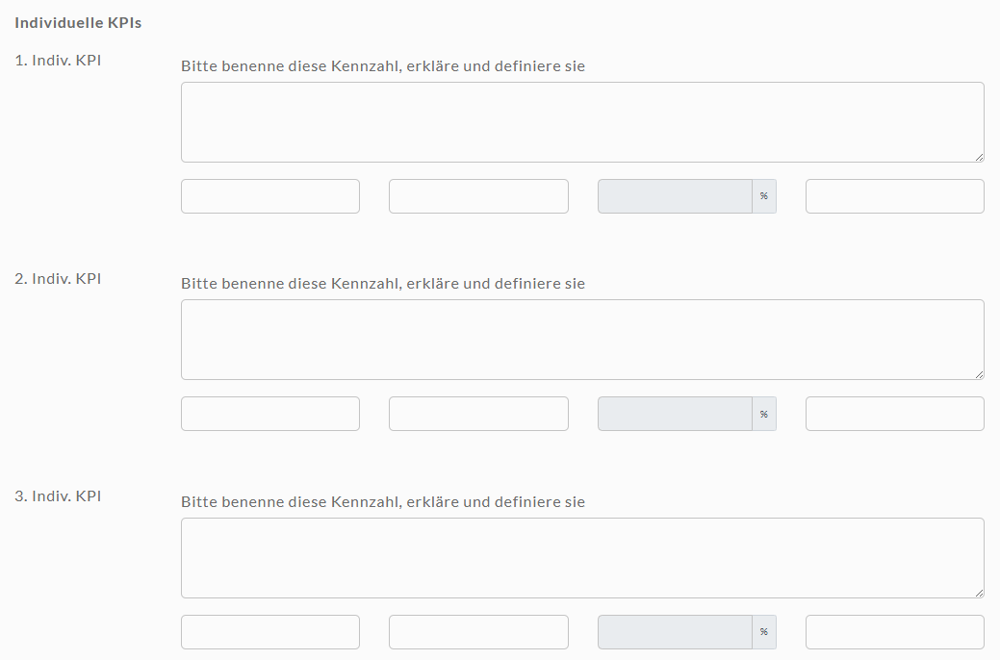 Individuelle KPIs
1. Indiv. KPI
Bitte benenne diese Kennzahl, erkläre und definiere sie
%
2. Indiv. KPI
Bitte benenne diese Kennzahl, erkläre und definiere sie
%
3. Indiv. KPI
Bitte benenne diese Kennzahl, erkläre und definiere sie
%